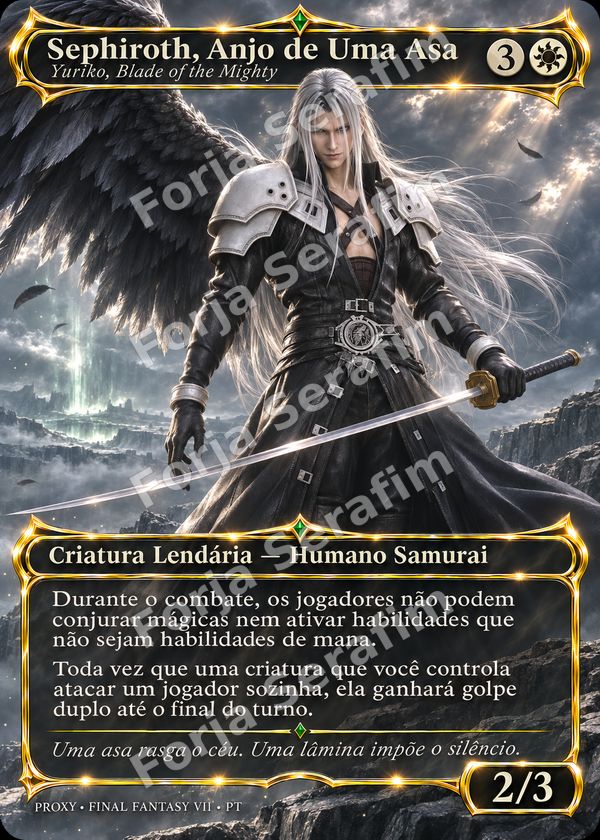 Sephiroth, Anjo de Uma Asa
3
Yuriko, Blade of the Mighty
Forja Serafim
Forja Serafim
Forja Serafim
Forja Serafim
Forja Serafim
Criatura Lendária — Humano Samurai
Durante o combate, os jogadores não podem
conjurar mágicas nem ativar habilidades que
não sejam habilidades de mana.
Toda vez que uma criatura que você controla
atacar um jogador sozinha, ela ganhará golpe
duplo até o final do turno.
Uma asa rasga o céu. Uma lâmina impõe o silêncio.
2/3
PROXY • FINAL FANTASY VII • PT